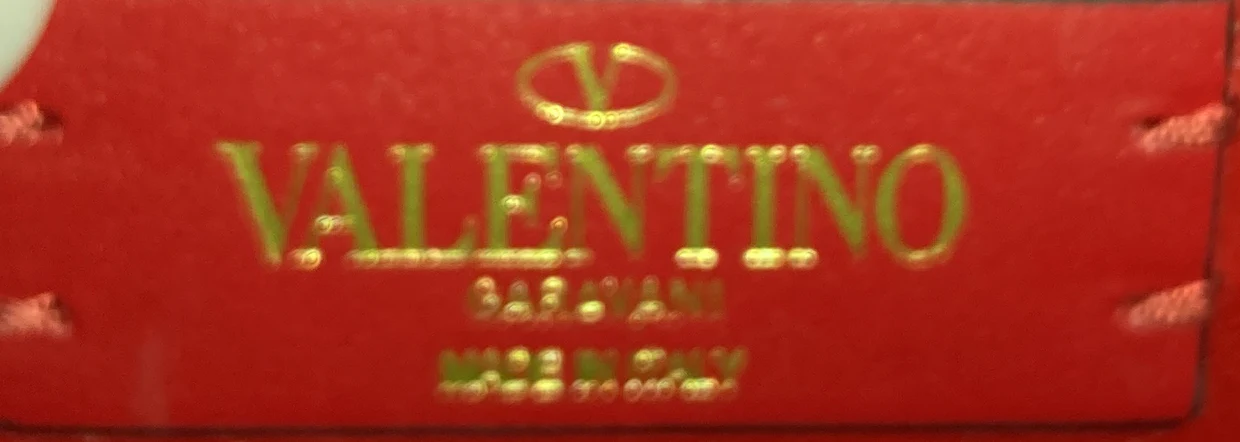 V
VALENTINO
GARAVANI
MADE IN ITALY